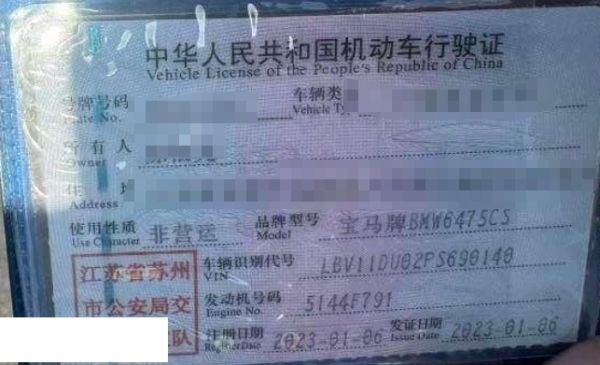 中华人民共和国机动车行驶证
Vehicle License of the People's Republic of China
号牌号码 车辆类
Plate No. Vehicle Ty
所有人
Owner
住 址
Address
使用性质 非营运 品牌型号 宝马牌BMW6475CS
Use Character Model
江苏省苏州 车辆识别代号 LBV11DU02PS690140
VIN
市公安局交 发动机号码 5144F791
Engine No.
队 注册日期 2023-01-06 发证日期 2023-01-06
Register Date Issue Date